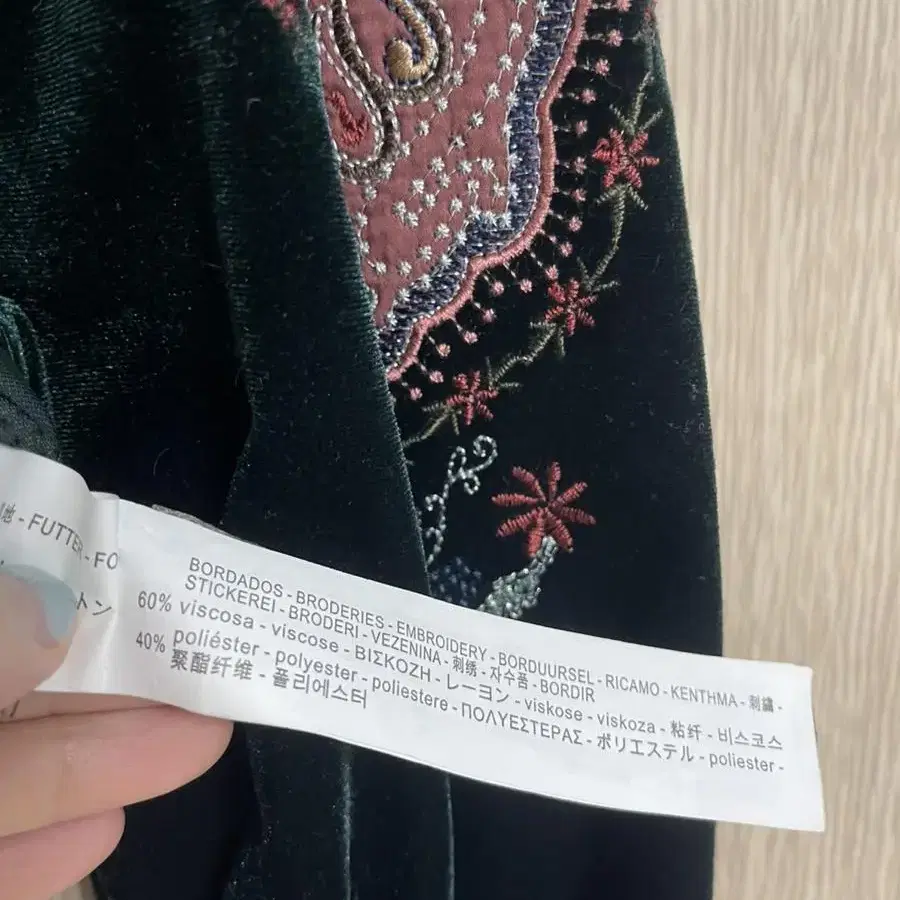 地 - FUTTER - FO
トン
BORDADOS - BRODERIES - EMBROIDERY - BORDUURSEL - RICAMO - KENTHMA - 刺繍 -
STICKEREI - BRODERI - VEZENINA - 刺绣 - 자수품 - BORDIR
60% viscosa - viscose - ΒΙΣΚΟΖΗ - レーヨン - viskose - viskoza - 粘纤 - 비스코스
40% poliéster - polyester - poliestere - ΠΟΛΥΕΣΤΕΡΑΣ - ポリエステル - poliester -
聚酯纤维 - 폴리에스터